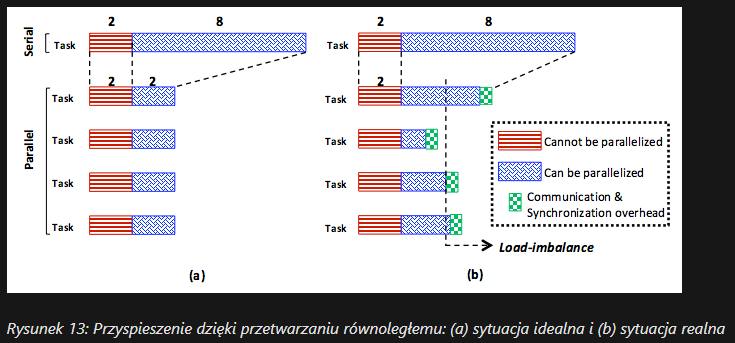 2
8
Serial
Task
2
2
Parallel
Task
Task
Task
Task
(a)
2
8
Task
2
Task
Task
Task
Task
Cannot be parallelized
Can be parallelized
Communication &
Synchronization overhead
Load-imbalance
(b)
Rysunek 13: Przyspieszenie dzięki przetwarzaniu równoległemu: (a) sytuacja idealna i (b) sytuacja realna